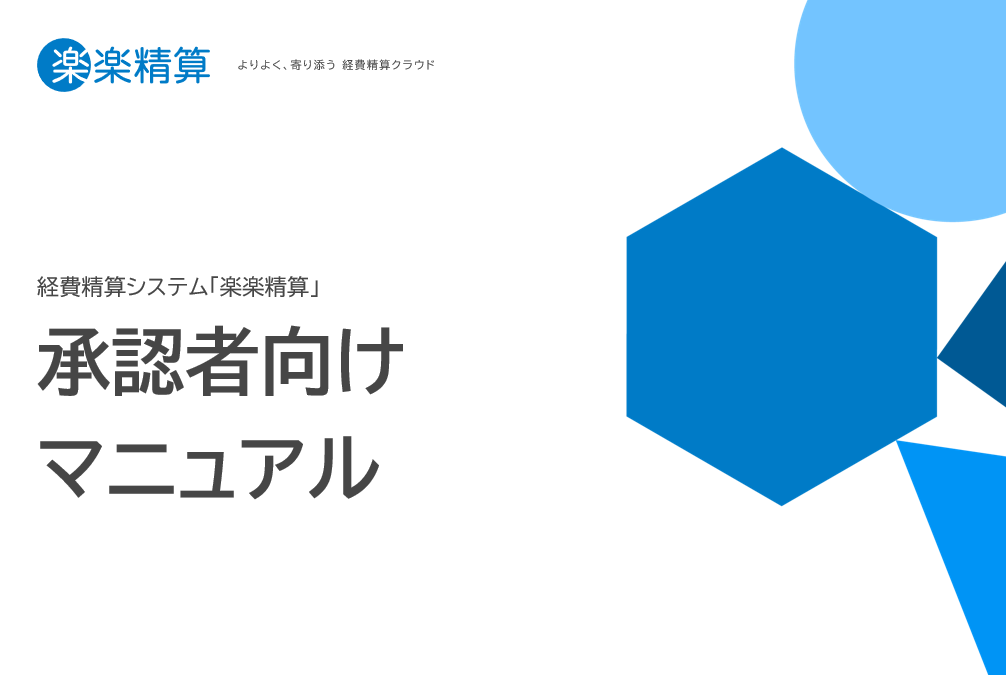 楽楽精算
よりよく、寄り添う 経費精算クラウド
経費精算システム「楽楽精算」
承認者向け
マニュアル